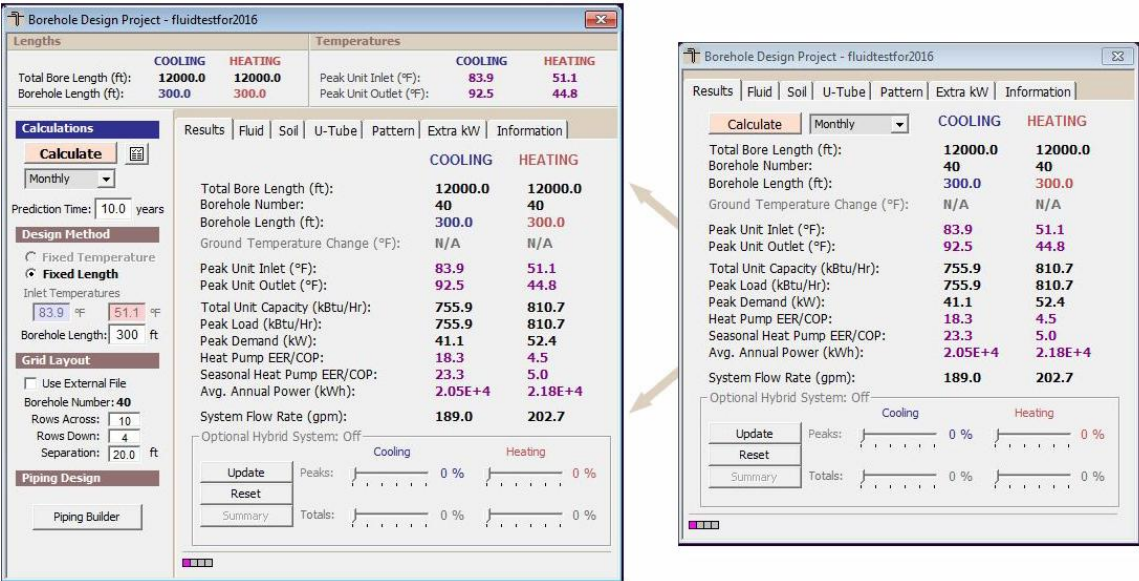 Borehole Design Project - fluidtestfor2016
Lengths Temperatures
COOLING HEATING COOLING HEATING
Total Bore Length (ft): 12000.0 12000.0 Peak Unit Inlet (°F): 83.9 51.1
Borehole Length (ft): 300.0 300.0 Peak Unit Outlet (°F): 92.5 44.8
Calculations
Calculate
Monthly
Prediction Time: 10.0 years
Design Method
Fixed Temperature
Fixed Length
Inlet Temperatures
83.9 °F 51.1 °F
Borehole Length: 300 ft
Grid Layout
Use External File
Borehole Number: 40
Rows Across: 10
Rows Down: 4
Separation: 20.0 ft
Piping Design
Piping Builder
Results Fluid Soil U-Tube Pattern Extra kW Information
COOLING HEATING
Total Bore Length (ft): 12000.0 12000.0
Borehole Number: 40 40
Borehole Length (ft): 300.0 300.0
Ground Temperature Change (°F): N/A N/A
Peak Unit Inlet (°F): 83.9 51.1
Peak Unit Outlet (°F): 92.5 44.8
Total Unit Capacity (kBtu/Hr): 755.9 810.7
Peak Load (kBtu/Hr): 755.9 810.7
Peak Demand (kW): 41.1 52.4
Heat Pump EER/COP: 18.3 4.5
Seasonal Heat Pump EER/COP: 23.3 5.0
Avg. Annual Power (kWh): 2.05E+4 2.18E+4
System Flow Rate (gpm): 189.0 202.7
Optional Hybrid System: Off
Cooling Heating
Update Peaks: 0 % 0 %
Reset
Summary Totals: 0 % 0 %
Borehole Design Project - fluidtestfor2016
Results Fluid Soil U-Tube Pattern Extra kW Information
Calculate Monthly COOLING HEATING
Total Bore Length (ft): 12000.0 12000.0
Borehole Number: 40 40
Borehole Length (ft): 300.0 300.0
Ground Temperature Change (°F): N/A N/A
Peak Unit Inlet (°F): 83.9 51.1
Peak Unit Outlet (°F): 92.5 44.8
Total Unit Capacity (kBtu/Hr): 755.9 810.7
Peak Load (kBtu/Hr): 755.9 810.7
Peak Demand (kW): 41.1 52.4
Heat Pump EER/COP: 18.3 4.5
Seasonal Heat Pump EER/COP: 23.3 5.0
Avg. Annual Power (kWh): 2.05E+4 2.18E+4
System Flow Rate (gpm): 189.0 202.7
Optional Hybrid System: Off
Cooling Heating
Update Peaks: 0 % 0 %
Reset
Summary Totals: 0 % 0 %